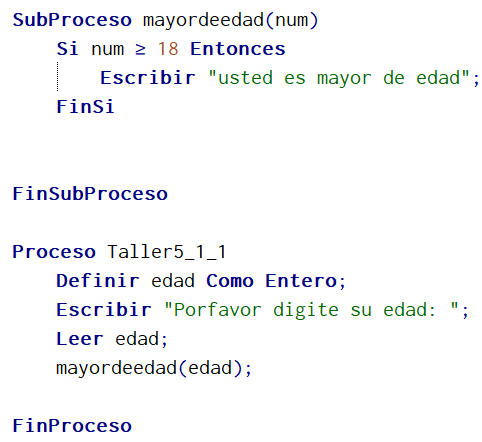 SubProceso mayordeedad(num)
Si num ≥ 18 Entonces
Escribir "usted es mayor de edad";
FinSi
FinSubProceso
Proceso Taller5_1_1
Definir edad Como Entero;
Escribir "Porfavor digite su edad: ";
Leer edad;
mayordeedad(edad);
FinProceso